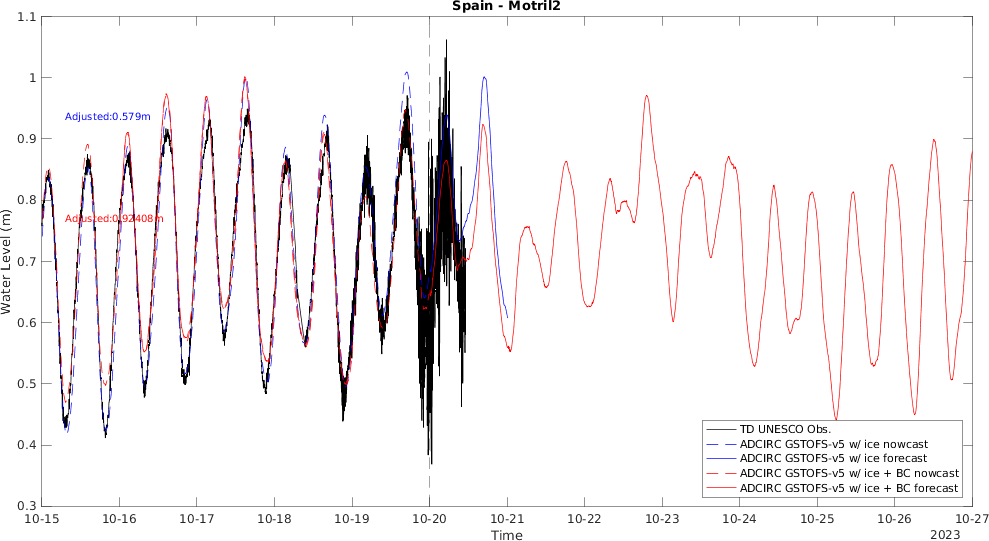 Spain - Motril2
1.1
1
0.9
0.8
0.7
0.6
0.5
0.4
0.3
Water Level (m)
Adjusted:0.579m
Adjusted:0.92408m
TD UNESCO Obs.
ADCIRC GSTOFS-v5 w/ ice nowcast
ADCIRC GSTOFS-v5 w/ ice forecast
ADCIRC GSTOFS-v5 w/ ice + BC nowcast
ADCIRC GSTOFS-v5 w/ ice + BC forecast
10-15 10-16 10-17 10-18 10-19 10-20 10-21 10-22 10-23 10-24 10-25 10-26 10-27
Time
2023